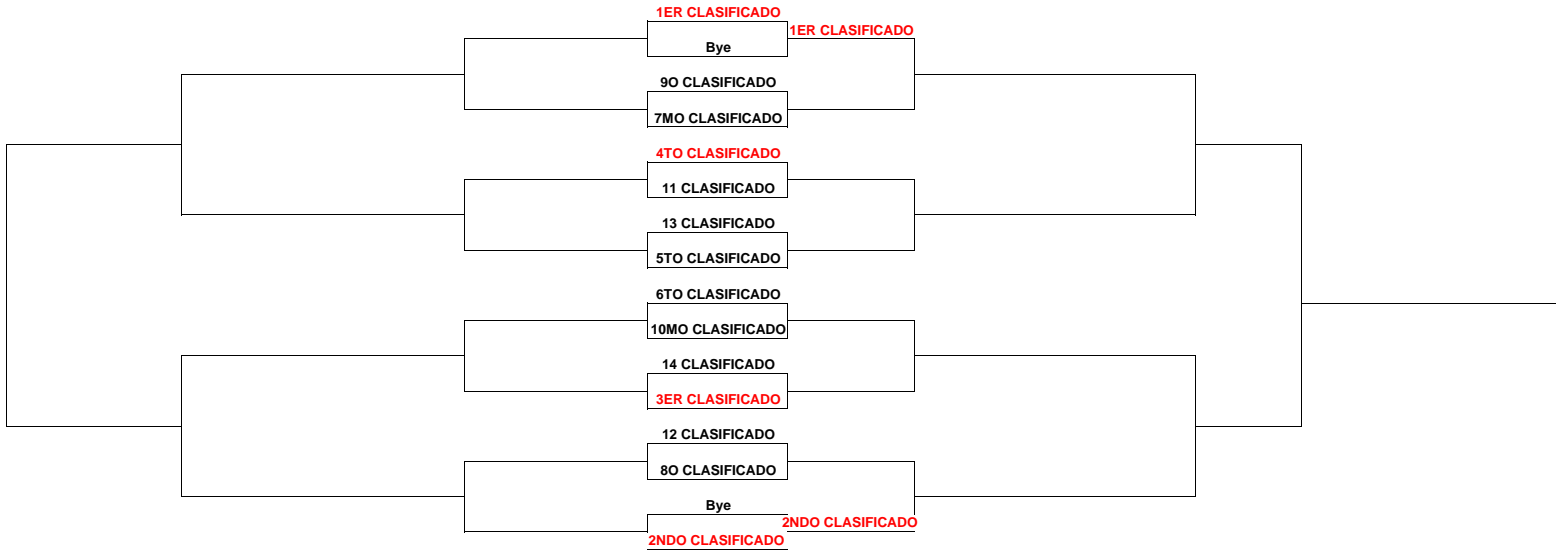 1ER CLASIFICADO
1ER CLASIFICADO
Bye
9O CLASIFICADO
7MO CLASIFICADO
4TO CLASIFICADO
11 CLASIFICADO
13 CLASIFICADO
5TO CLASIFICADO
6TO CLASIFICADO
10MO CLASIFICADO
14 CLASIFICADO
3ER CLASIFICADO
12 CLASIFICADO
8O CLASIFICADO
Bye
2NDO CLASIFICADO
2NDO CLASIFICADO